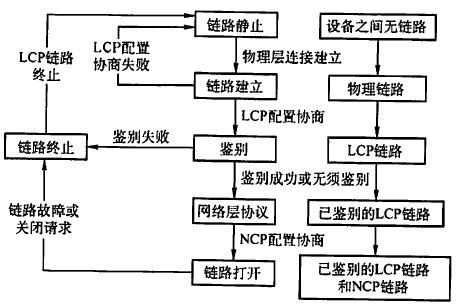 链路静止
设备之间无链路
LCP配置
协商失败
LCP链路
终止
物理层连接建立
链路建立
物理链路
LCP配置协商
鉴别失败
链路终止
鉴别
LCP链路
鉴别成功或无须鉴别
链路故障或
关闭请求
网络层协议
已鉴别的LCP链路
NCP配置协商
链路打开
已鉴别的LCP链路
和NCP链路